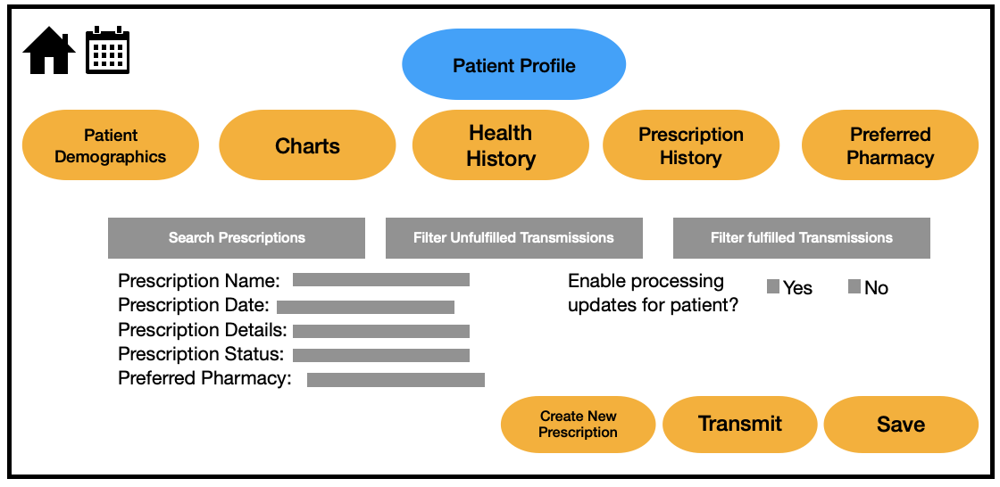 Patient Profile
Patient
Demographics
Charts
Health
History
Prescription
History
Preferred
Pharmacy
Search Prescriptions
Filter Unfulfilled Transmissions
Filter fulfilled Transmissions
Prescription Name:
Prescription Date:
Prescription Details:
Prescription Status:
Preferred Pharmacy:
Enable processing
updates for patient?
Yes
No
Create New
Prescription
Transmit
Save